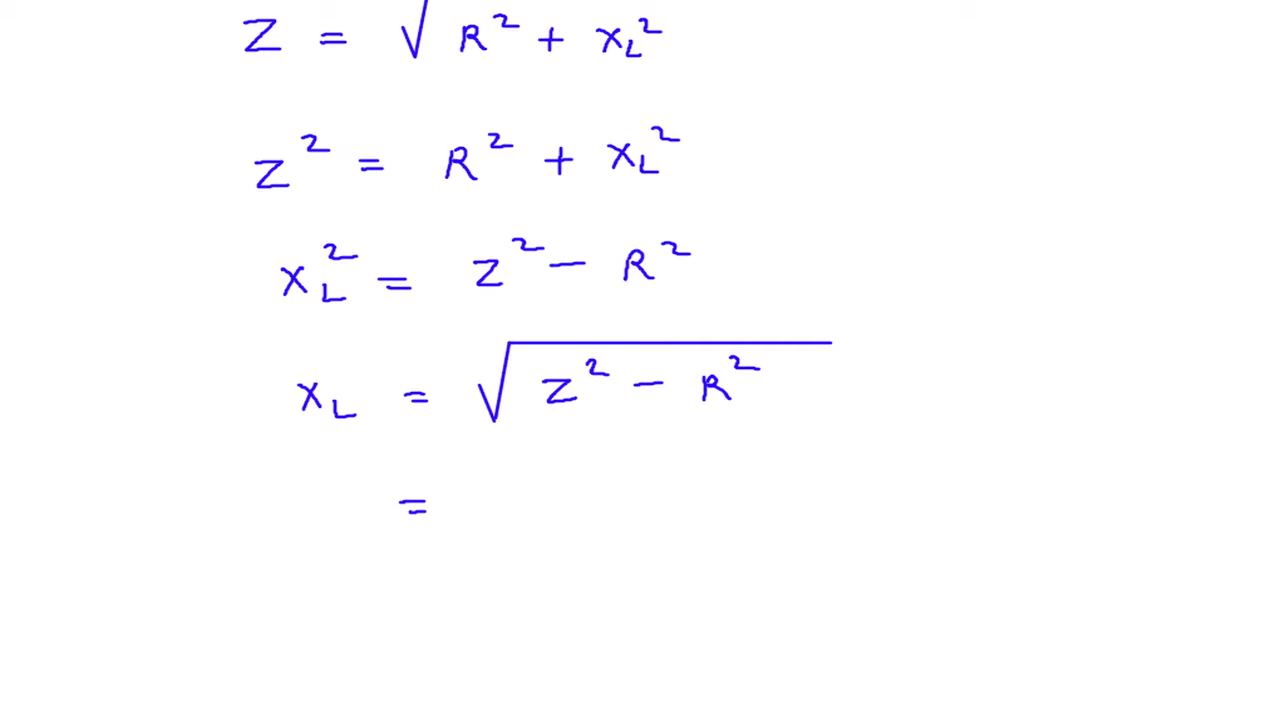 Z = √ R² + X_L²
Z² = R² + X_L²
X_L² = Z² - R²
X_L = √ Z² - R²
=